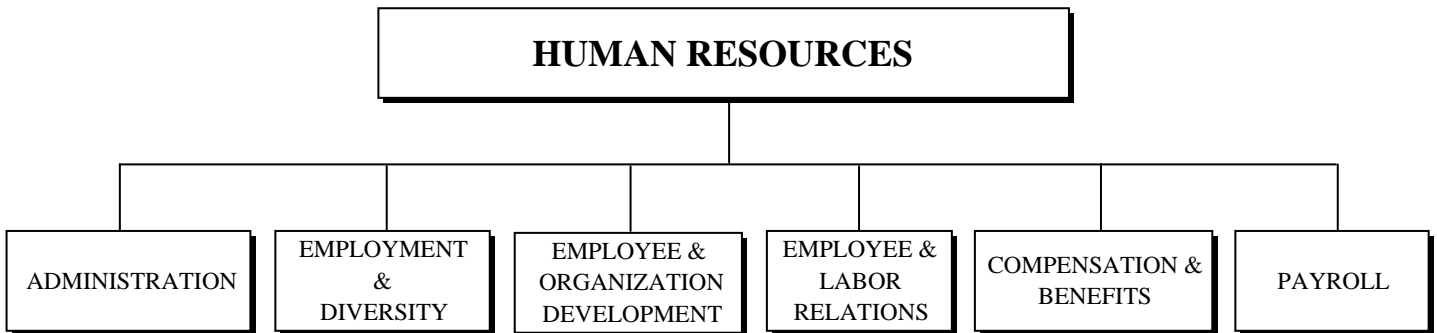 HUMAN RESOURCES
ADMINISTRATION
EMPLOYMENT
&
DIVERSITY
EMPLOYEE &
ORGANIZATION
DEVELOPMENT
EMPLOYEE &
LABOR
RELATIONS
COMPENSATION &
BENEFITS
PAYROLL